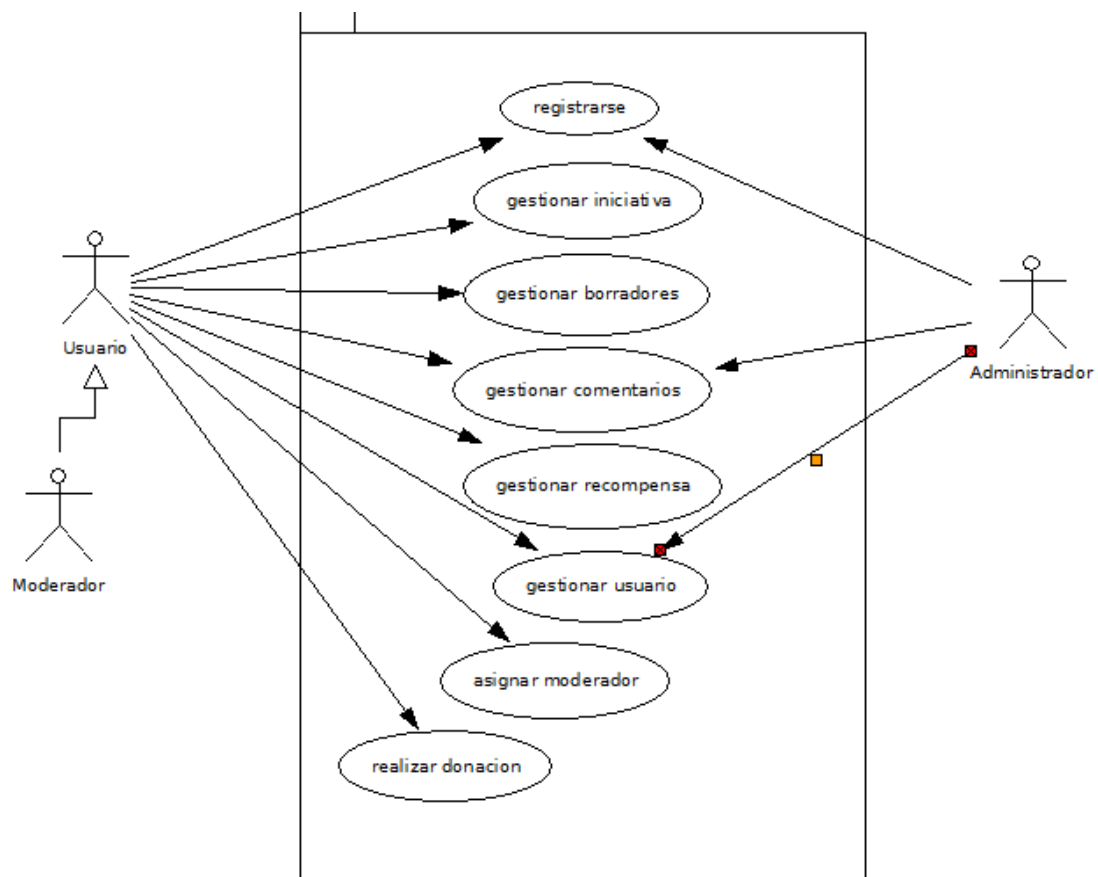 registrarse
gestionar iniciativa
gestionar borradores
Usuario
gestionar comentarios
Administrador
gestionar recompensa
Moderador
gestionar usuario
asignar moderador
realizar donacion